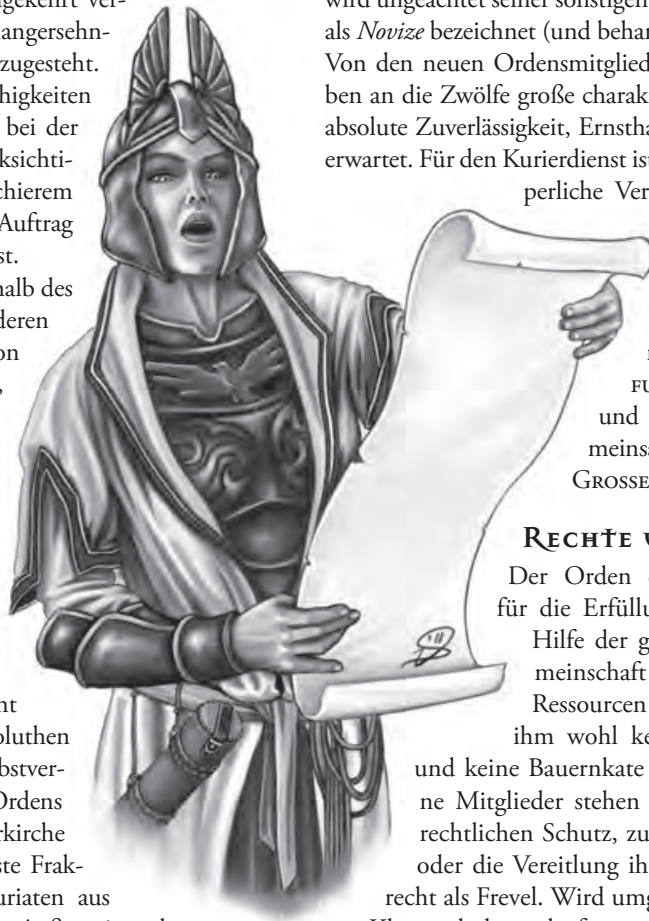 gekehrt ver-
angersehn-
zugesteht.
higkeiten
bei der
ksichti-
chierem
Auftrag
st.
halb des
deren
on
,
nt
oluthen
bstver-
Ordens
rkirche
ste Frak-
uriaten aus
wird ungeachtet seiner sonstigen
als Novize bezeichnet (und behan
Von den neuen Ordensmitglied
ben an die Zwölfe große charak
absolute Zuverlässigkeit, Ernstha
erwartet. Für den Kurierdienst ist
perliche Ver
FU
und
meinsa
GROSSE
RECHTE U
Der Orden
für die Erfüllu
Hilfe der g
meinschaft
Ressourcen
ihm wohl ke
und keine Bauernkate
ne Mitglieder stehen
rechtlichen Schutz, zu
oder die Vereitlung ih
recht als Frevel. Wird umg